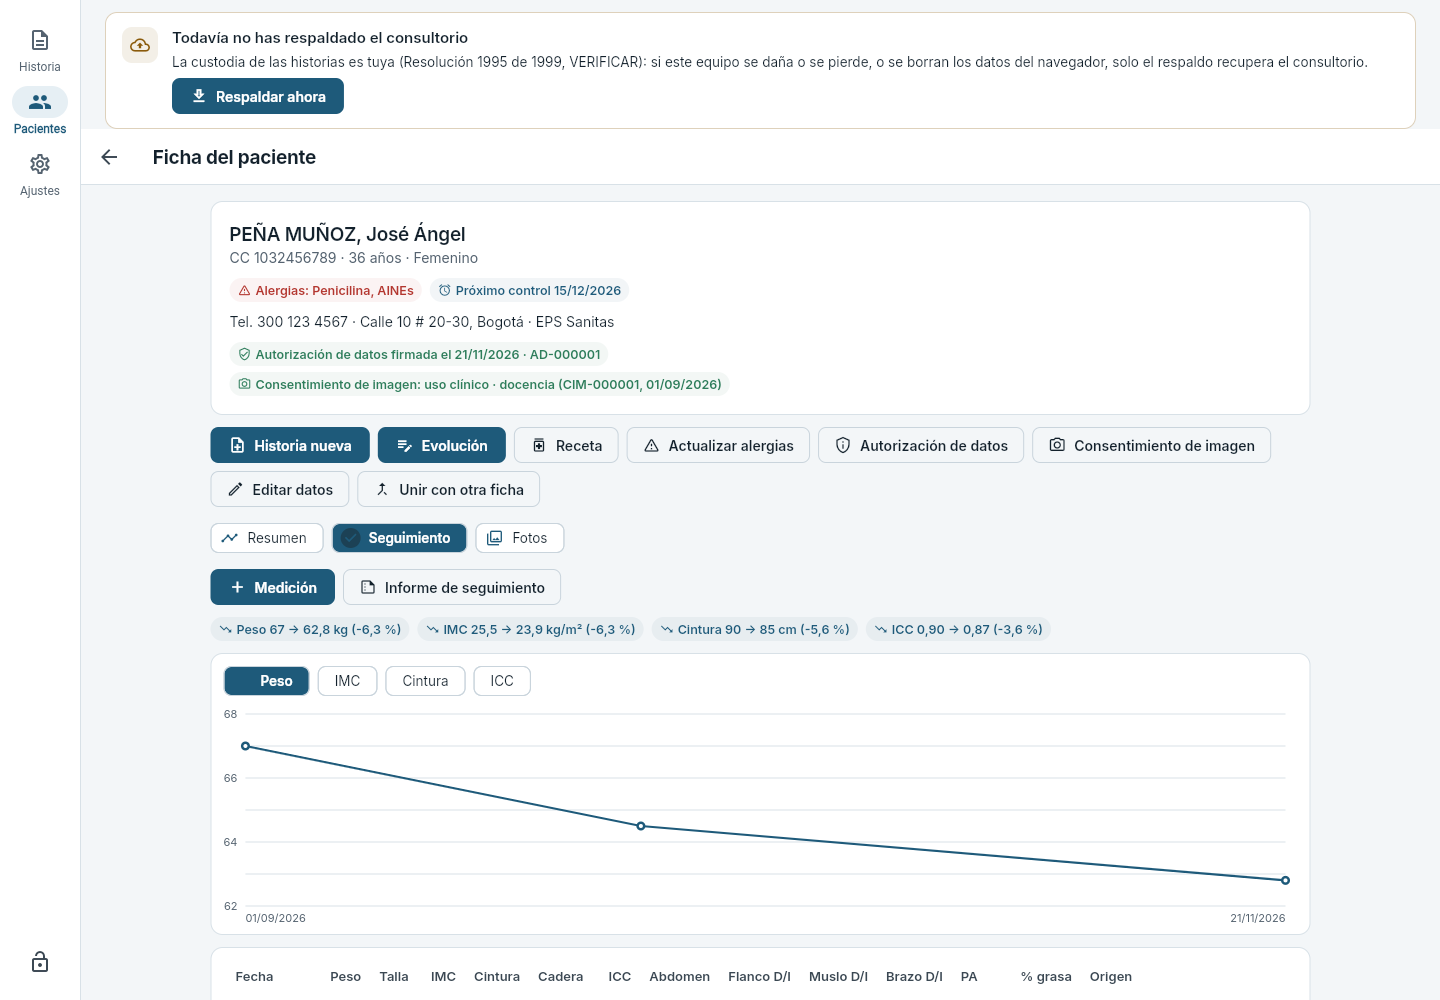 Historia
Pacientes
Ajustes
Todavía no has respaldado el consultorio
La custodia de las historias es tuya (Resolución 1995 de 1999, VERIFICAR): si este equipo se daña o se pierde, o se borran los datos del navegador, solo el respaldo recupera el consultorio.
Respaldar ahora
Ficha del paciente
PEÑA MUÑOZ, José Ángel
CC 1032456789 · 36 años · Femenino
Alergias: Penicilina, AINEs Próximo control 15/12/2026
Tel. 300 123 4567 · Calle 10 # 20-30, Bogotá · EPS Sanitas
Autorización de datos firmada el 21/11/2026 · AD-000001
Consentimiento de imagen: uso clínico · docencia (CIM-000001, 01/09/2026)
Historia nueva Evolución Receta Actualizar alergias Autorización de datos Consentimiento de imagen
Editar datos Unir con otra ficha
Resumen Seguimiento Fotos
Medición Informe de seguimiento
Peso 67 → 62,8 kg (-6,3 %) IMC 25,5 → 23,9 kg/m² (-6,3 %) Cintura 90 → 85 cm (-5,6 %) ICC 0,90 → 0,87 (-3,6 %)
Peso IMC Cintura ICC
68
66
64
62
01/09/2026 21/11/2026
Fecha Peso Talla IMC Cintura Cadera ICC Abdomen Flanco D/I Muslo D/I Brazo D/I PA % grasa Origen